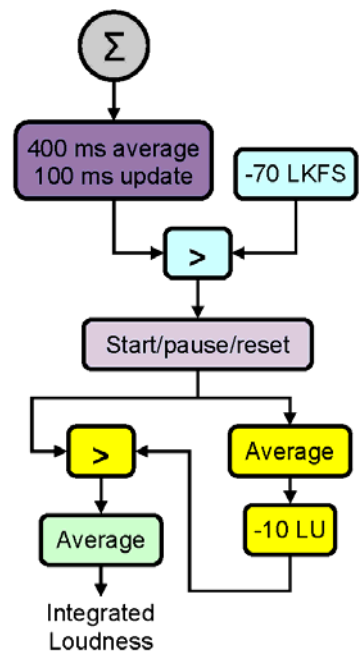 Σ
400 ms average
100 ms update
-70 LKFS
>
Start/pause/reset
>
Average
-10 LU
Average
Integrated
Loudness